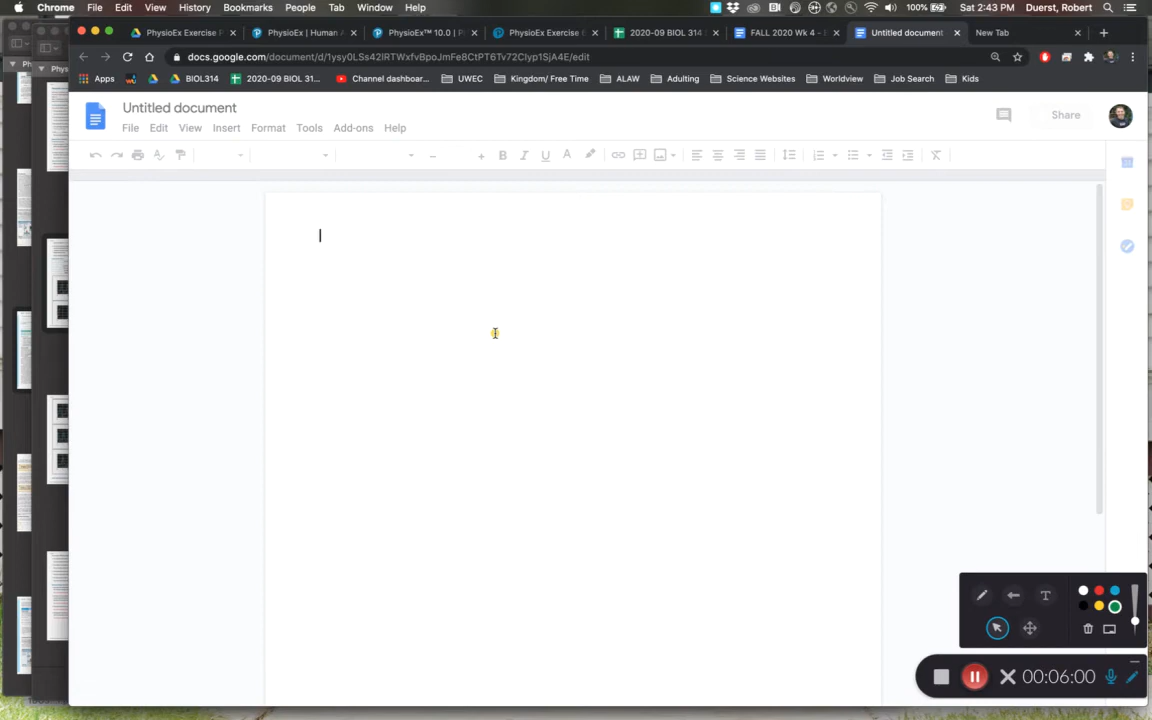 Chrome File Edit View History Bookmarks People Tab Window Help 100% Sat 2:43 PM Duerst, Robert
PhysioEx Exercise P PhysioEx | Human A PhysioEx™ 10.0 | P PhysioEx Exercise 2020-09 BIOL 314 FALL 2020 Wk 4 - Untitled document New Tab
docs.google.com/document/d/1ysy0LSs42IRTWxfvBpoJmFe8CtPT6Tv72CIyp1SjA4E/edit
Apps BIOL314 2020-09 BIOL 31... Channel dashboar... UWEC Kingdom/ Free Time ALAW Adulting Science Websites Worldview Job Search Kids
Untitled document
File Edit View Insert Format Tools Add-ons Help
Share
00:06:00